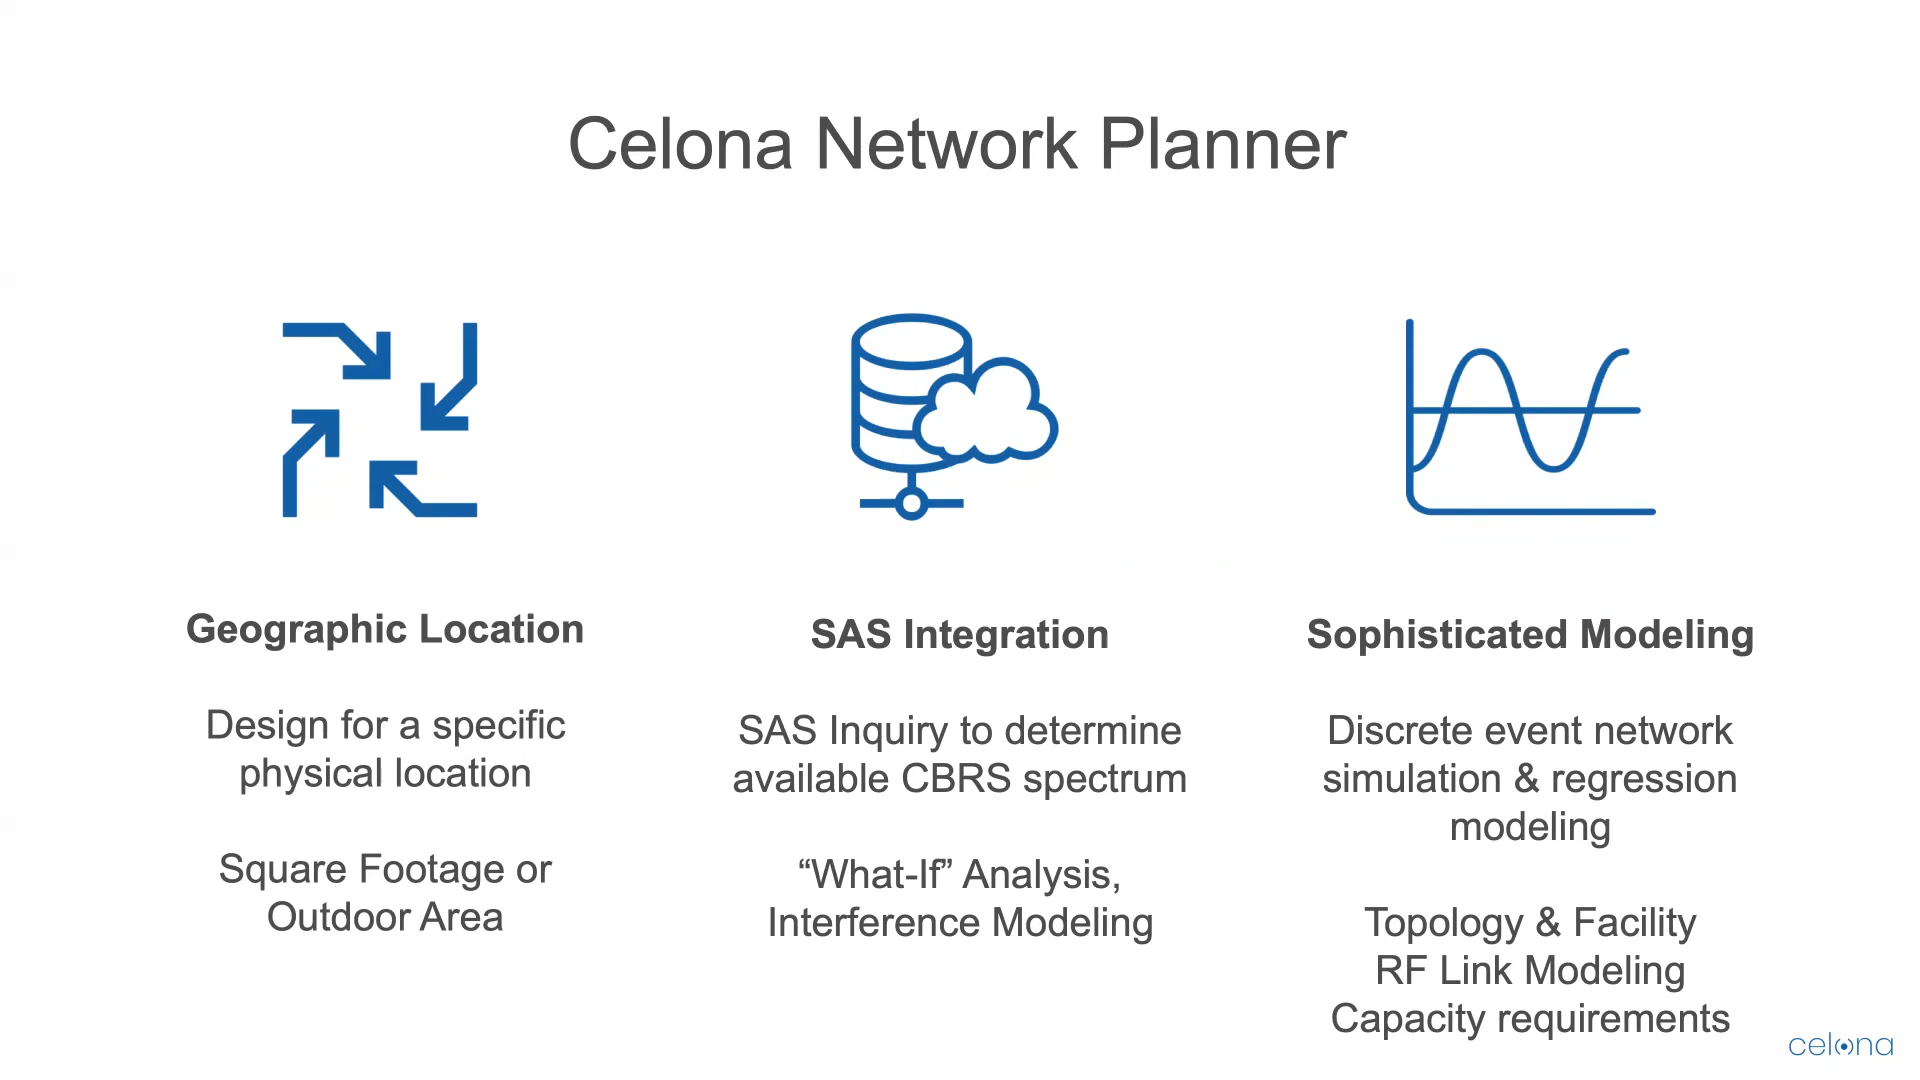 Celona Network Planner
Geographic Location
Design for a specific
physical location
Square Footage or
Outdoor Area
SAS Integration
SAS Inquiry to determine
available CBRS spectrum
“What-If” Analysis,
Interference Modeling
Sophisticated Modeling
Discrete event network
simulation & regression
modeling
Topology & Facility
RF Link Modeling
Capacity requirements
celona